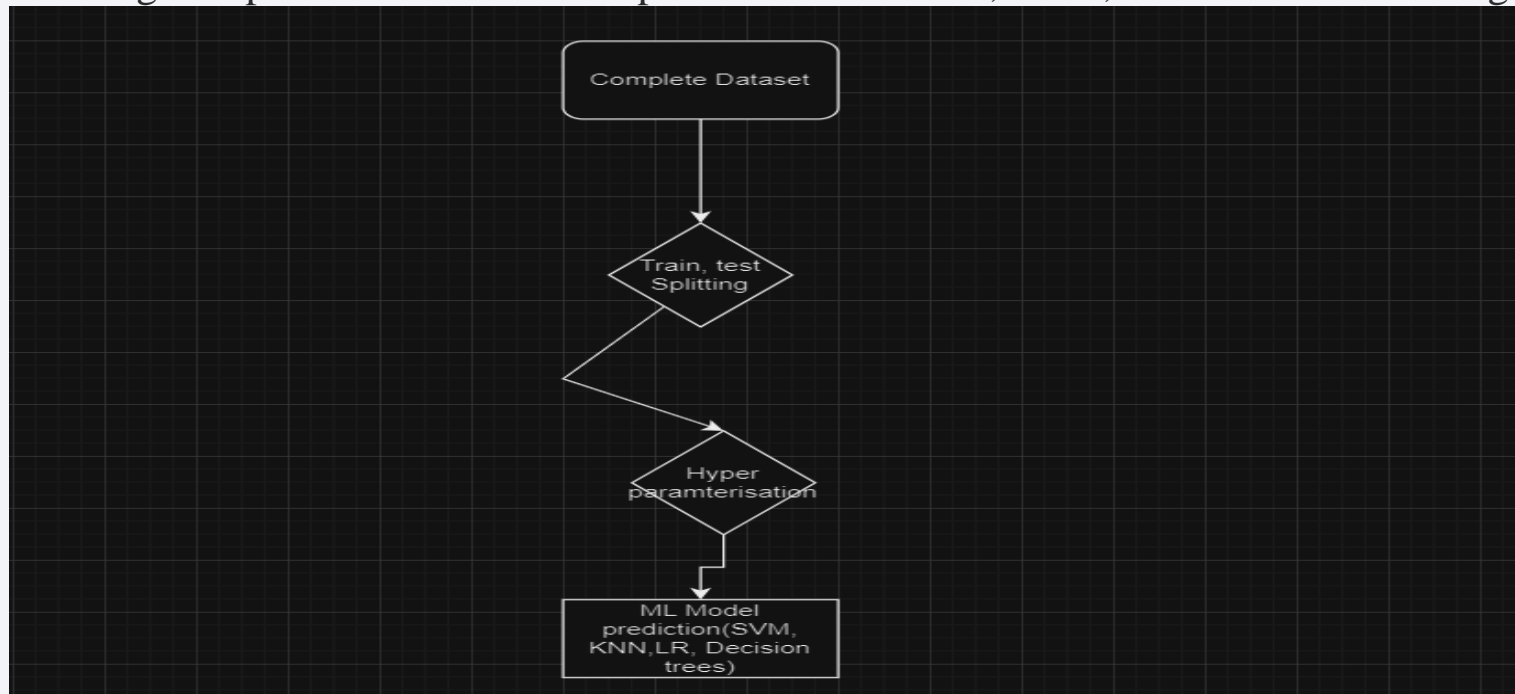 Complete Dataset
Train, test
Splitting
Hyper
paramterisation
ML Model
prediction(SVM,
KNN,LR, Decision
trees)